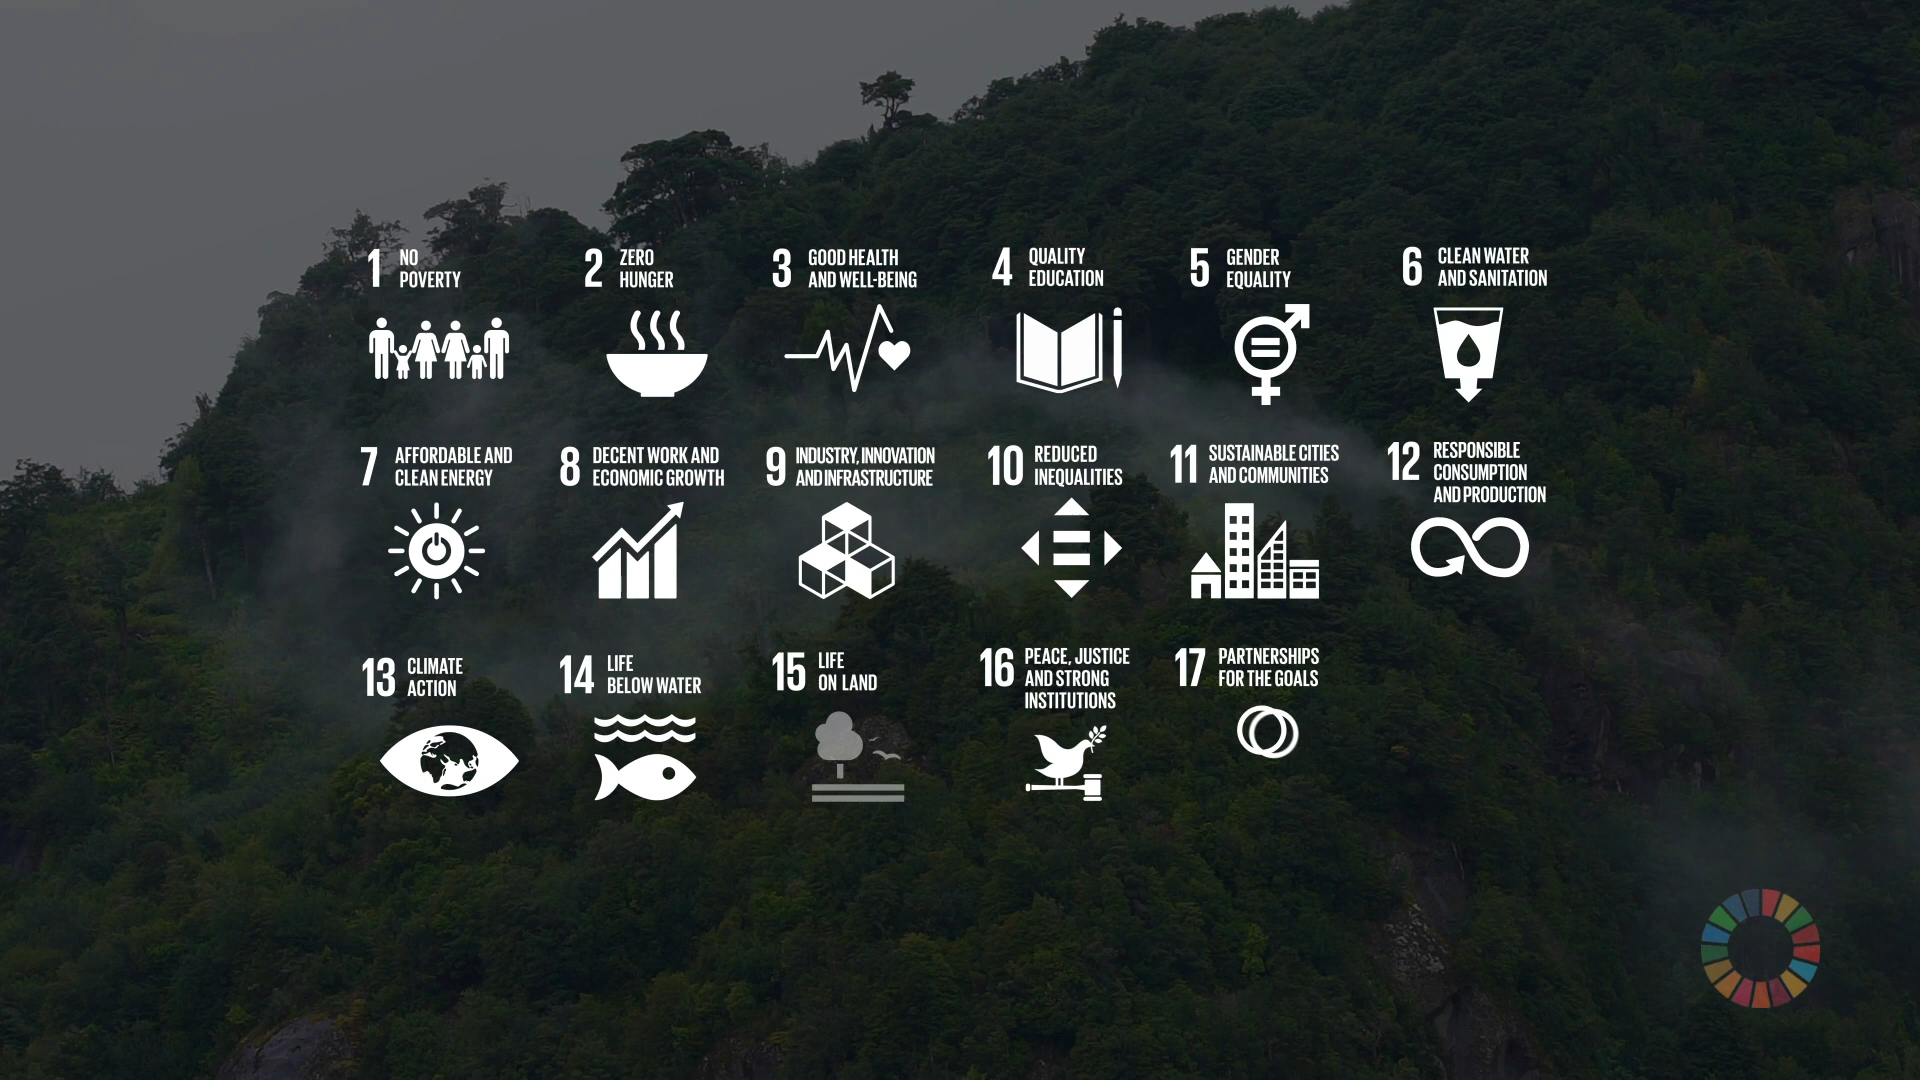 1 NO
POVERTY
2 ZERO
HUNGER
3 GOOD HEALTH
AND WELL-BEING
4 QUALITY
EDUCATION
5 GENDER
EQUALITY
6 CLEAN WATER
AND SANITATION
7 AFFORDABLE AND
CLEAN ENERGY
8 DECENT WORK AND
ECONOMIC GROWTH
9 INDUSTRY, INNOVATION
AND INFRASTRUCTURE
10 REDUCED
INEQUALITIES
11 SUSTAINABLE CITIES
AND COMMUNITIES
12 RESPONSIBLE
CONSUMPTION
AND PRODUCTION
13 CLIMATE
ACTION
14 LIFE
BELOW WATER
15 LIFE
ON LAND
16 PEACE, JUSTICE
AND STRONG
INSTITUTIONS
17 PARTNERSHIPS
FOR THE GOALS